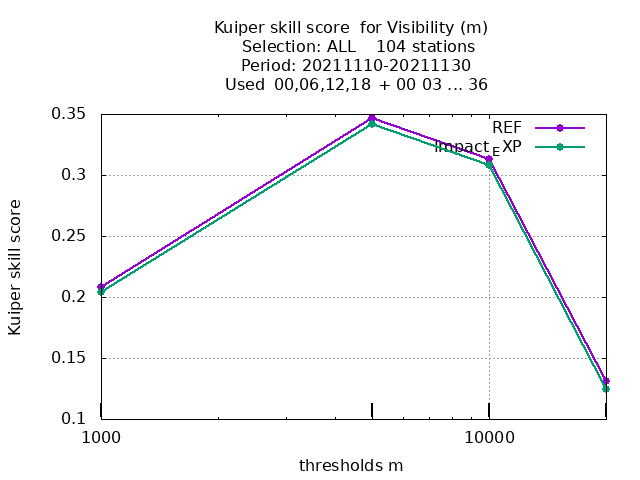 Kuiper skill score for Visibility (m)
Selection: ALL 104 stations
Period: 20211110-20211130
Used 00,06,12,18 + 00 03 ... 36
Kuiper skill score
0.35
0.3
0.25
0.2
0.15
0.1
REF
Impact_EXP
1000
10000
thresholds m